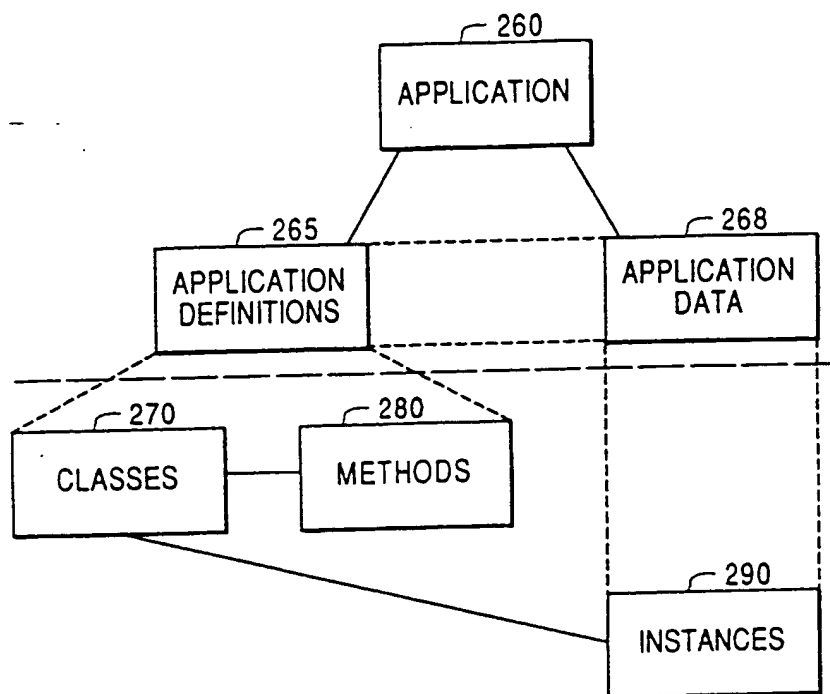 260
APPLICATION
265
APPLICATION
DEFINITIONS
268
APPLICATION
DATA
270
CLASSES
280
METHODS
290
INSTANCES